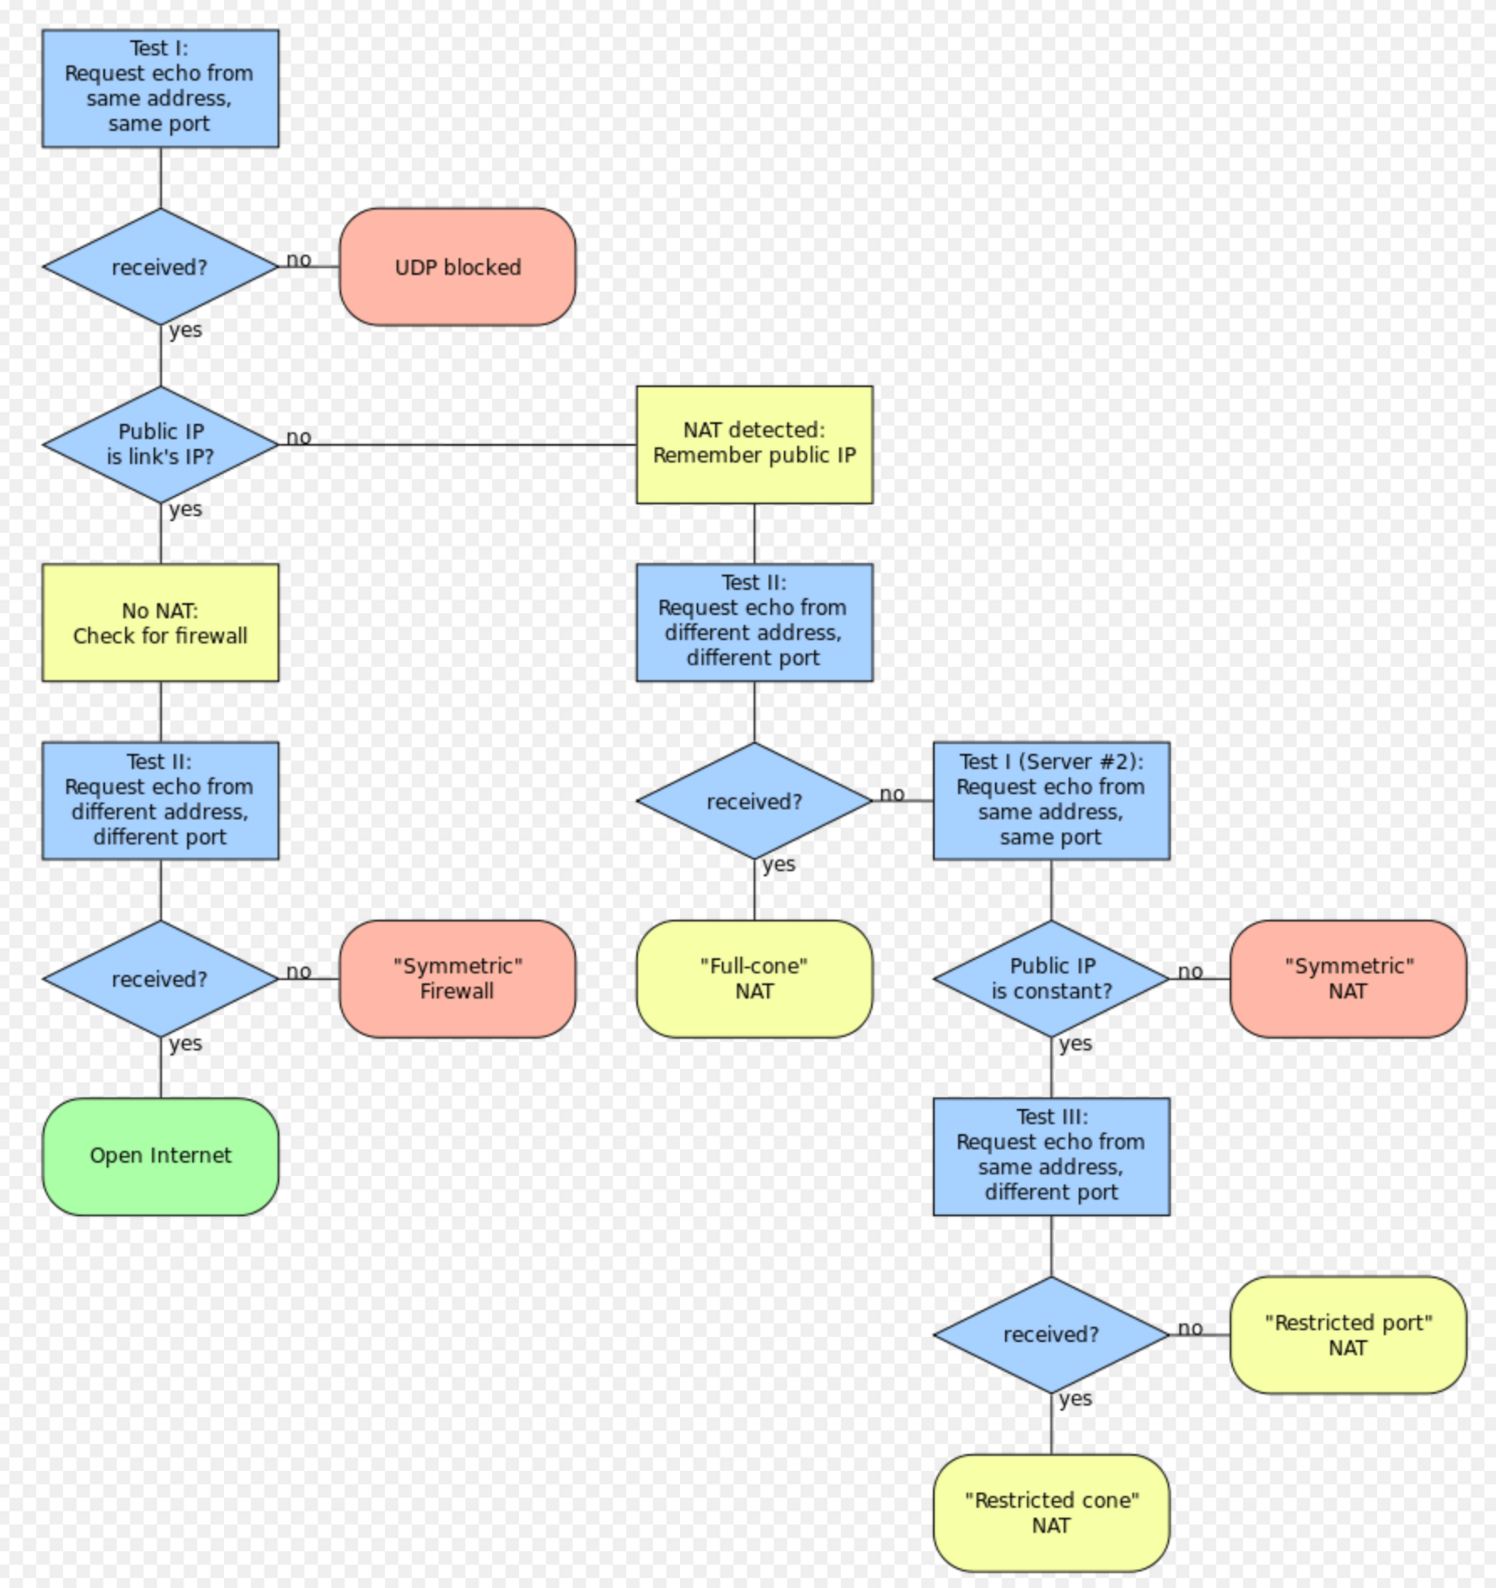 Test I:
Request echo from
same address,
same port
received?
no
UDP blocked
yes
Public IP
is link's IP?
no
NAT detected:
Remember public IP
yes
No NAT:
Check for firewall
Test II:
Request echo from
different address,
different port
Test II:
Request echo from
different address,
different port
received?
no
Test I (Server #2):
Request echo from
same address,
same port
yes
received?
no
"Symmetric"
Firewall
"Full-cone"
NAT
Public IP
is constant?
no
"Symmetric"
NAT
yes
yes
Open Internet
Test III:
Request echo from
same address,
different port
received?
no
"Restricted port"
NAT
yes
"Restricted cone"
NAT